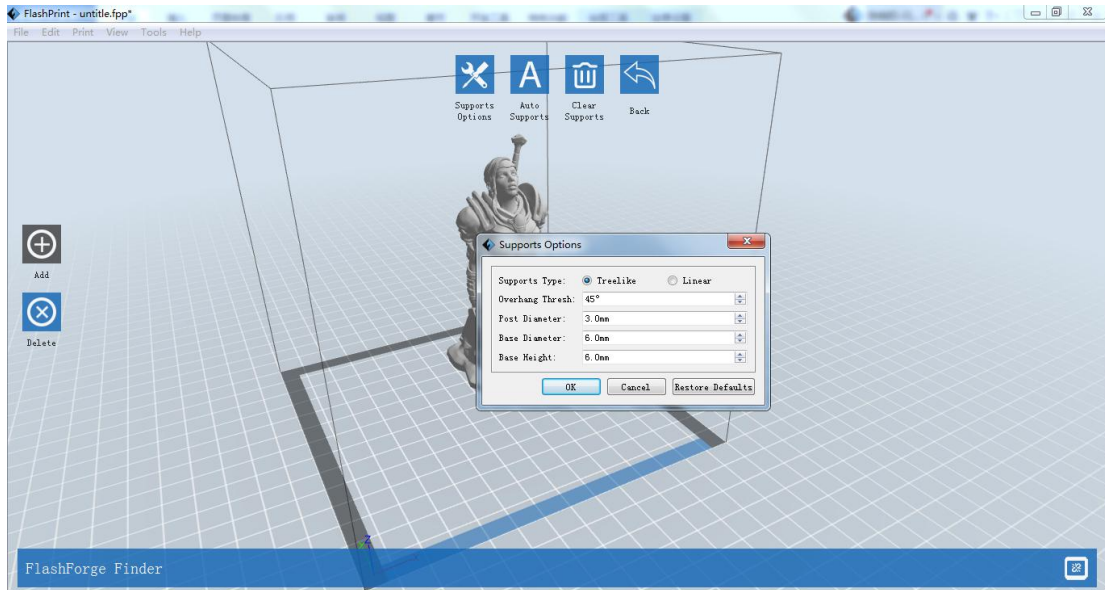 FlashPrint - untitle.fpp*
File Edit Print View Tools Help
A
Supports Options
Auto Supports
Clear Supports
Back
Add
Delete
Supports Options
Supports Type: Treelike Linear
Overhang Thresh: 45°
Post Diameter: 3.0mm
Base Diameter: 6.0mm
Base Height: 6.0mm
OK Cancel Restore Defaults
Z
FlashForge Finder